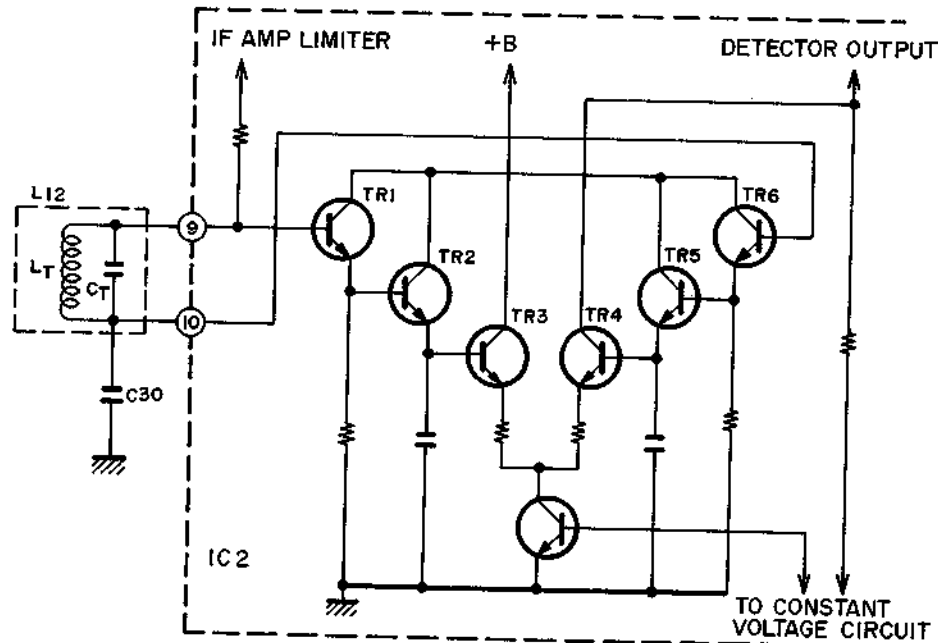 IF AMP LIMITER
+B
DETECTOR OUTPUT
L12
TR1
TR6
9
LT
CT
TR2
TR5
10
TR3
TR4
C30
IC2
TO CONSTANT
VOLTAGE CIRCUIT